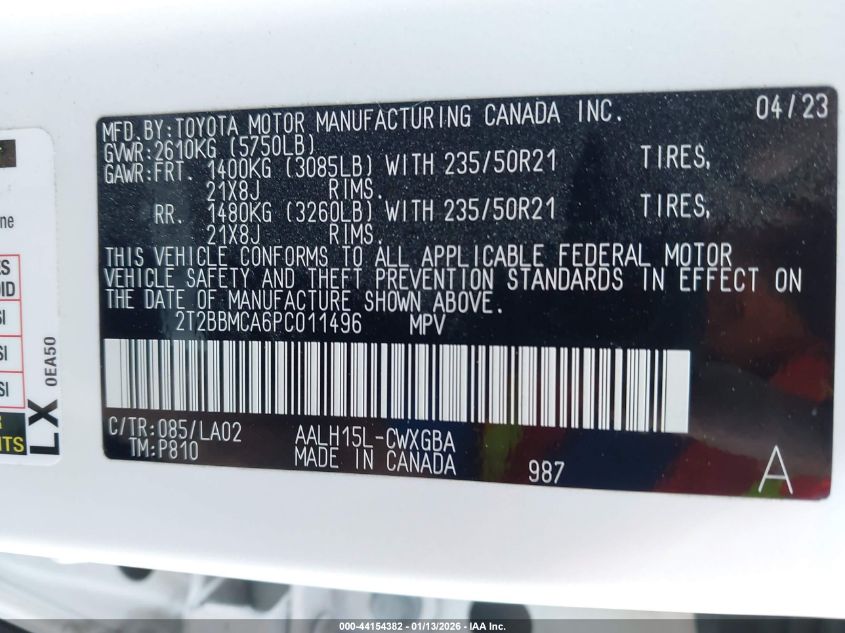 MFD. BY: TOYOTA MOTOR MANUFACTURING CANADA INC. 04/23
GVWR: 2610KG (5750LB)
GAWR: FRT. 1400KG (3085LB) WITH 235/50R21 TIRES,
21X8J RIMS.
RR. 1480KG (3260LB) WITH 235/50R21 TIRES,
21X8J RIMS.
THIS VEHICLE CONFORMS TO ALL APPLICABLE FEDERAL MOTOR
VEHICLE SAFETY AND THEFT PREVENTION STANDARDS IN EFFECT ON
THE DATE OF MANUFACTURE SHOWN ABOVE.
2T2BBMCA6PC011496 MPV
C/TR: 085/LA02 AALH15L-CWXGBA
TM: P810 MADE IN CANADA 987 A
LX 0EA50
000-44154382 - 01/13/2026 - IAA Inc.